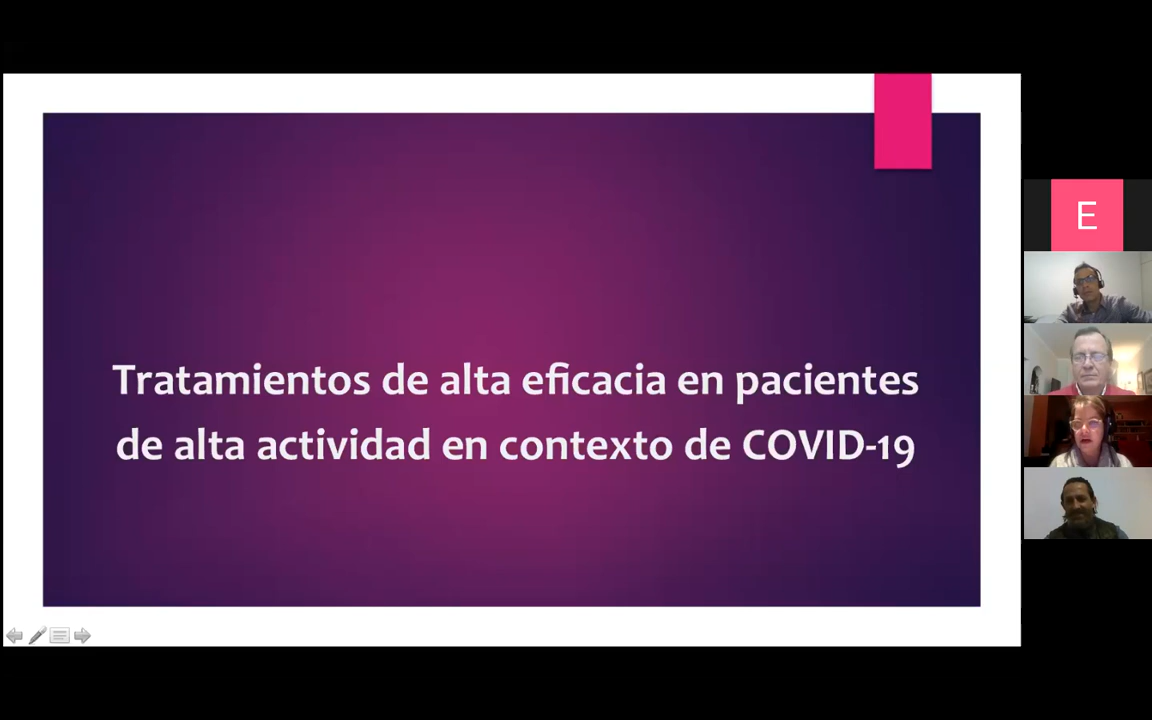 Tratamientos de alta eficacia en pacientes
de alta actividad en contexto de COVID-19
E